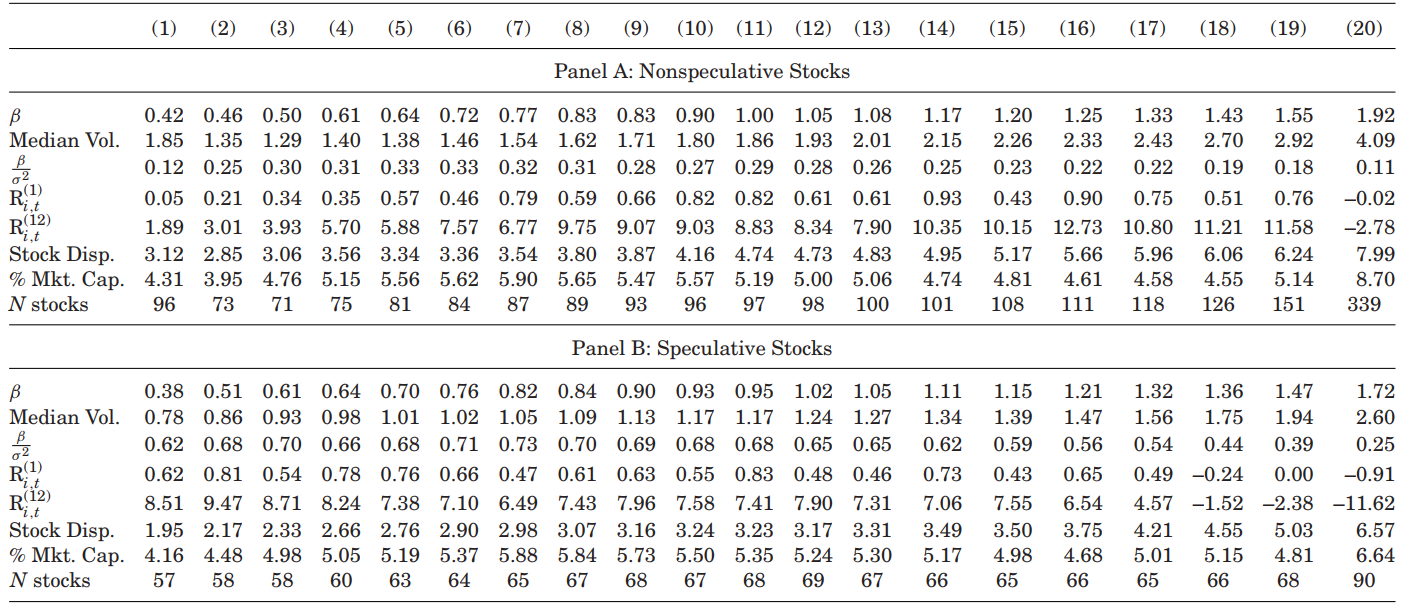 (1) (2) (3) (4) (5) (6) (7) (8) (9) (10) (11) (12) (13) (14) (15) (16) (17) (18) (19) (20)
Panel A: Nonspeculative Stocks
β 0.42 0.46 0.50 0.61 0.64 0.72 0.77 0.83 0.83 0.90 1.00 1.05 1.08 1.17 1.20 1.25 1.33 1.43 1.55 1.92
Median Vol. 1.85 1.35 1.29 1.40 1.38 1.46 1.54 1.62 1.71 1.80 1.86 1.93 2.01 2.15 2.26 2.33 2.43 2.70 2.92 4.09
β/σ² 0.12 0.25 0.30 0.31 0.33 0.33 0.32 0.31 0.28 0.27 0.29 0.28 0.26 0.25 0.23 0.22 0.22 0.19 0.18 0.11
R_{i,t}^{(1)} 0.05 0.21 0.34 0.35 0.57 0.46 0.79 0.59 0.66 0.82 0.82 0.61 0.61 0.93 0.43 0.90 0.75 0.51 0.76 –0.02
R_{i,t}^{(12)} 1.89 3.01 3.93 5.70 5.88 7.57 6.77 9.75 9.07 9.03 8.83 8.34 7.90 10.35 10.15 12.73 10.80 11.21 11.58 –2.78
Stock Disp. 3.12 2.85 3.06 3.56 3.34 3.36 3.54 3.80 3.87 4.16 4.74 4.73 4.83 4.95 5.17 5.66 5.96 6.06 6.24 7.99
% Mkt. Cap. 4.31 3.95 4.76 5.15 5.56 5.62 5.90 5.65 5.47 5.57 5.19 5.00 5.06 4.74 4.81 4.61 4.58 4.55 5.14 8.70
N stocks 96 73 71 75 81 84 87 89 93 96 97 98 100 101 108 111 118 126 151 339
Panel B: Speculative Stocks
β 0.38 0.51 0.61 0.64 0.70 0.76 0.82 0.84 0.90 0.93 0.95 1.02 1.05 1.11 1.15 1.21 1.32 1.36 1.47 1.72
Median Vol. 0.78 0.86 0.93 0.98 1.01 1.02 1.05 1.09 1.13 1.17 1.17 1.24 1.27 1.34 1.39 1.47 1.56 1.75 1.94 2.60
β/σ² 0.62 0.68 0.70 0.66 0.68 0.71 0.73 0.70 0.69 0.68 0.68 0.65 0.65 0.62 0.59 0.56 0.54 0.44 0.39 0.25
R_{i,t}^{(1)} 0.62 0.81 0.54 0.78 0.76 0.66 0.47 0.61 0.63 0.55 0.83 0.48 0.46 0.73 0.43 0.65 0.49 –0.24 0.00 –0.91
R_{i,t}^{(12)} 8.51 9.47 8.71 8.24 7.38 7.10 6.49 7.43 7.96 7.58 7.41 7.90 7.31 7.06 7.55 6.54 4.57 –1.52 –2.38 –11.62
Stock Disp. 1.95 2.17 2.33 2.66 2.76 2.90 2.98 3.07 3.16 3.24 3.23 3.17 3.31 3.49 3.50 3.75 4.21 4.55 5.03 6.57
% Mkt. Cap. 4.16 4.48 4.98 5.05 5.19 5.37 5.88 5.84 5.73 5.50 5.35 5.24 5.30 5.17 4.98 4.68 5.01 5.15 4.81 6.64
N stocks 57 58 58 60 63 64 65 67 68 67 68 69 67 66 65 66 65 66 68 90